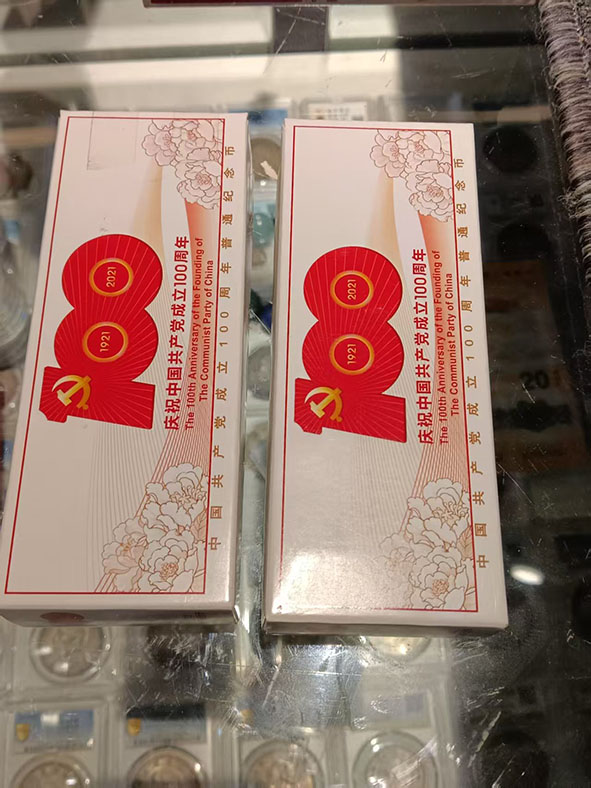 2021
1921
庆祝中国共产党成立100周年
The 100th Anniversary of the Founding of
The Communist Party of China
中国共产党成立100周年普通纪念币
2021
1921
庆祝中国共产党成立100周年
The 100th Anniversary of the Founding of
The Communist Party of China
中国共产党成立100周年普通纪念币
20